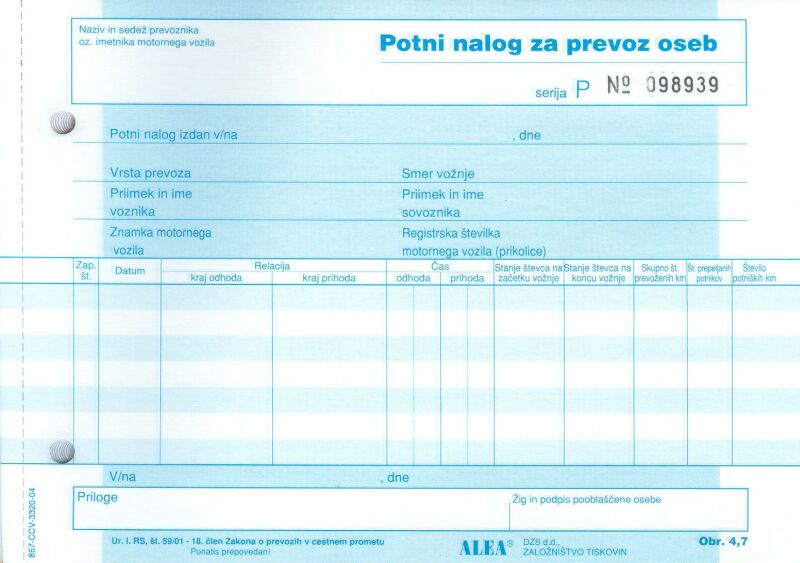 Naziv in sedež prevoznika
oz. imetnika motornega vozila
Potni nalog za prevoz oseb
serija P № 098939
Potni nalog izdan v/na , dne
Vrsta prevoza Smer vožnje
Priimek in ime Priimek in ime
voznika sovoznika
Znamka motornega Registrska številka
vozila motornega vozila (prikolice)
Zap. št. Datum Relacija Čas Stanje števca na začetku vožnje Stanje števca na koncu vožnje Skupno št. prevoženih km Št. prepeljanih potnikov Število potniških km
kraj odhoda kraj prihoda odhoda prihoda
V/na , dne
Priloge Žig in podpis pooblaščene osebe
Ur. l. RS, št. 59/01 - 18. člen Zakona o prevozih v cestnem prometu
Ponatis prepovedan!
ALEA® DZS d.d.,
ZALOŽNIŠTVO TISKOVIN
Obr. 4,7
867-CCV-3320-04